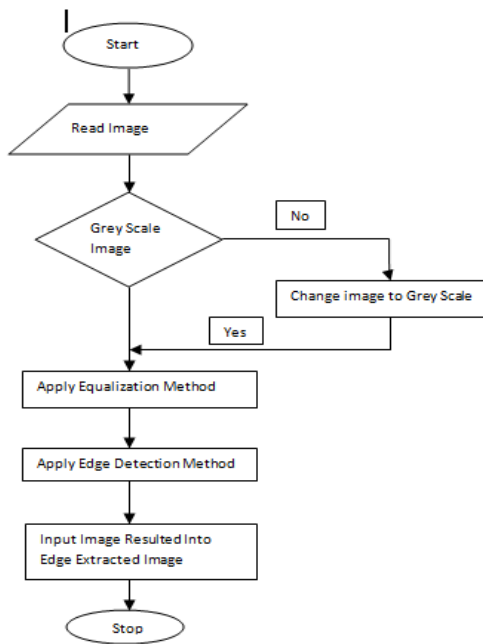 Start
Read Image
Grey Scale
Image
No
Change image to Grey Scale
Yes
Apply Equalization Method
Apply Edge Detection Method
Input Image Resulted Into
Edge Extracted Image
Stop